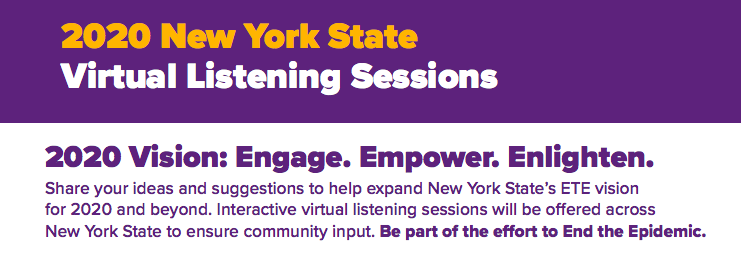 2020 New York State
Virtual Listening Sessions
2020 Vision: Engage. Empower. Enlighten.
Share your ideas and suggestions to help expand New York State’s ETE vision
for 2020 and beyond. Interactive virtual listening sessions will be offered across
New York State to ensure community input. Be part of the effort to End the Epidemic.